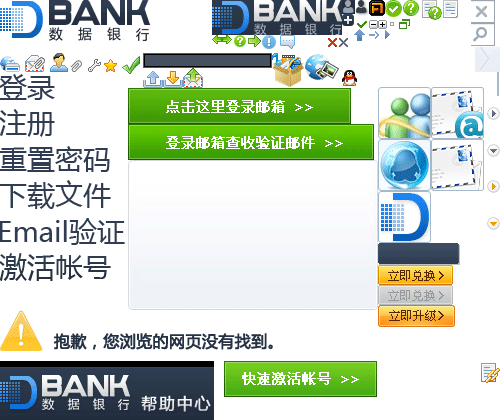 DBANK
数据银行
DBANK
数据银行
点击这里登录邮箱 >>
登录邮箱查收验证邮件 >>
登录
注册
重置密码
下载文件
Email验证
激活帐号
立即兑换
立即兑换
立即升级
抱歉，您浏览的网页没有找到。
DBANK
数据银行 帮助中心
快速激活帐号 >>